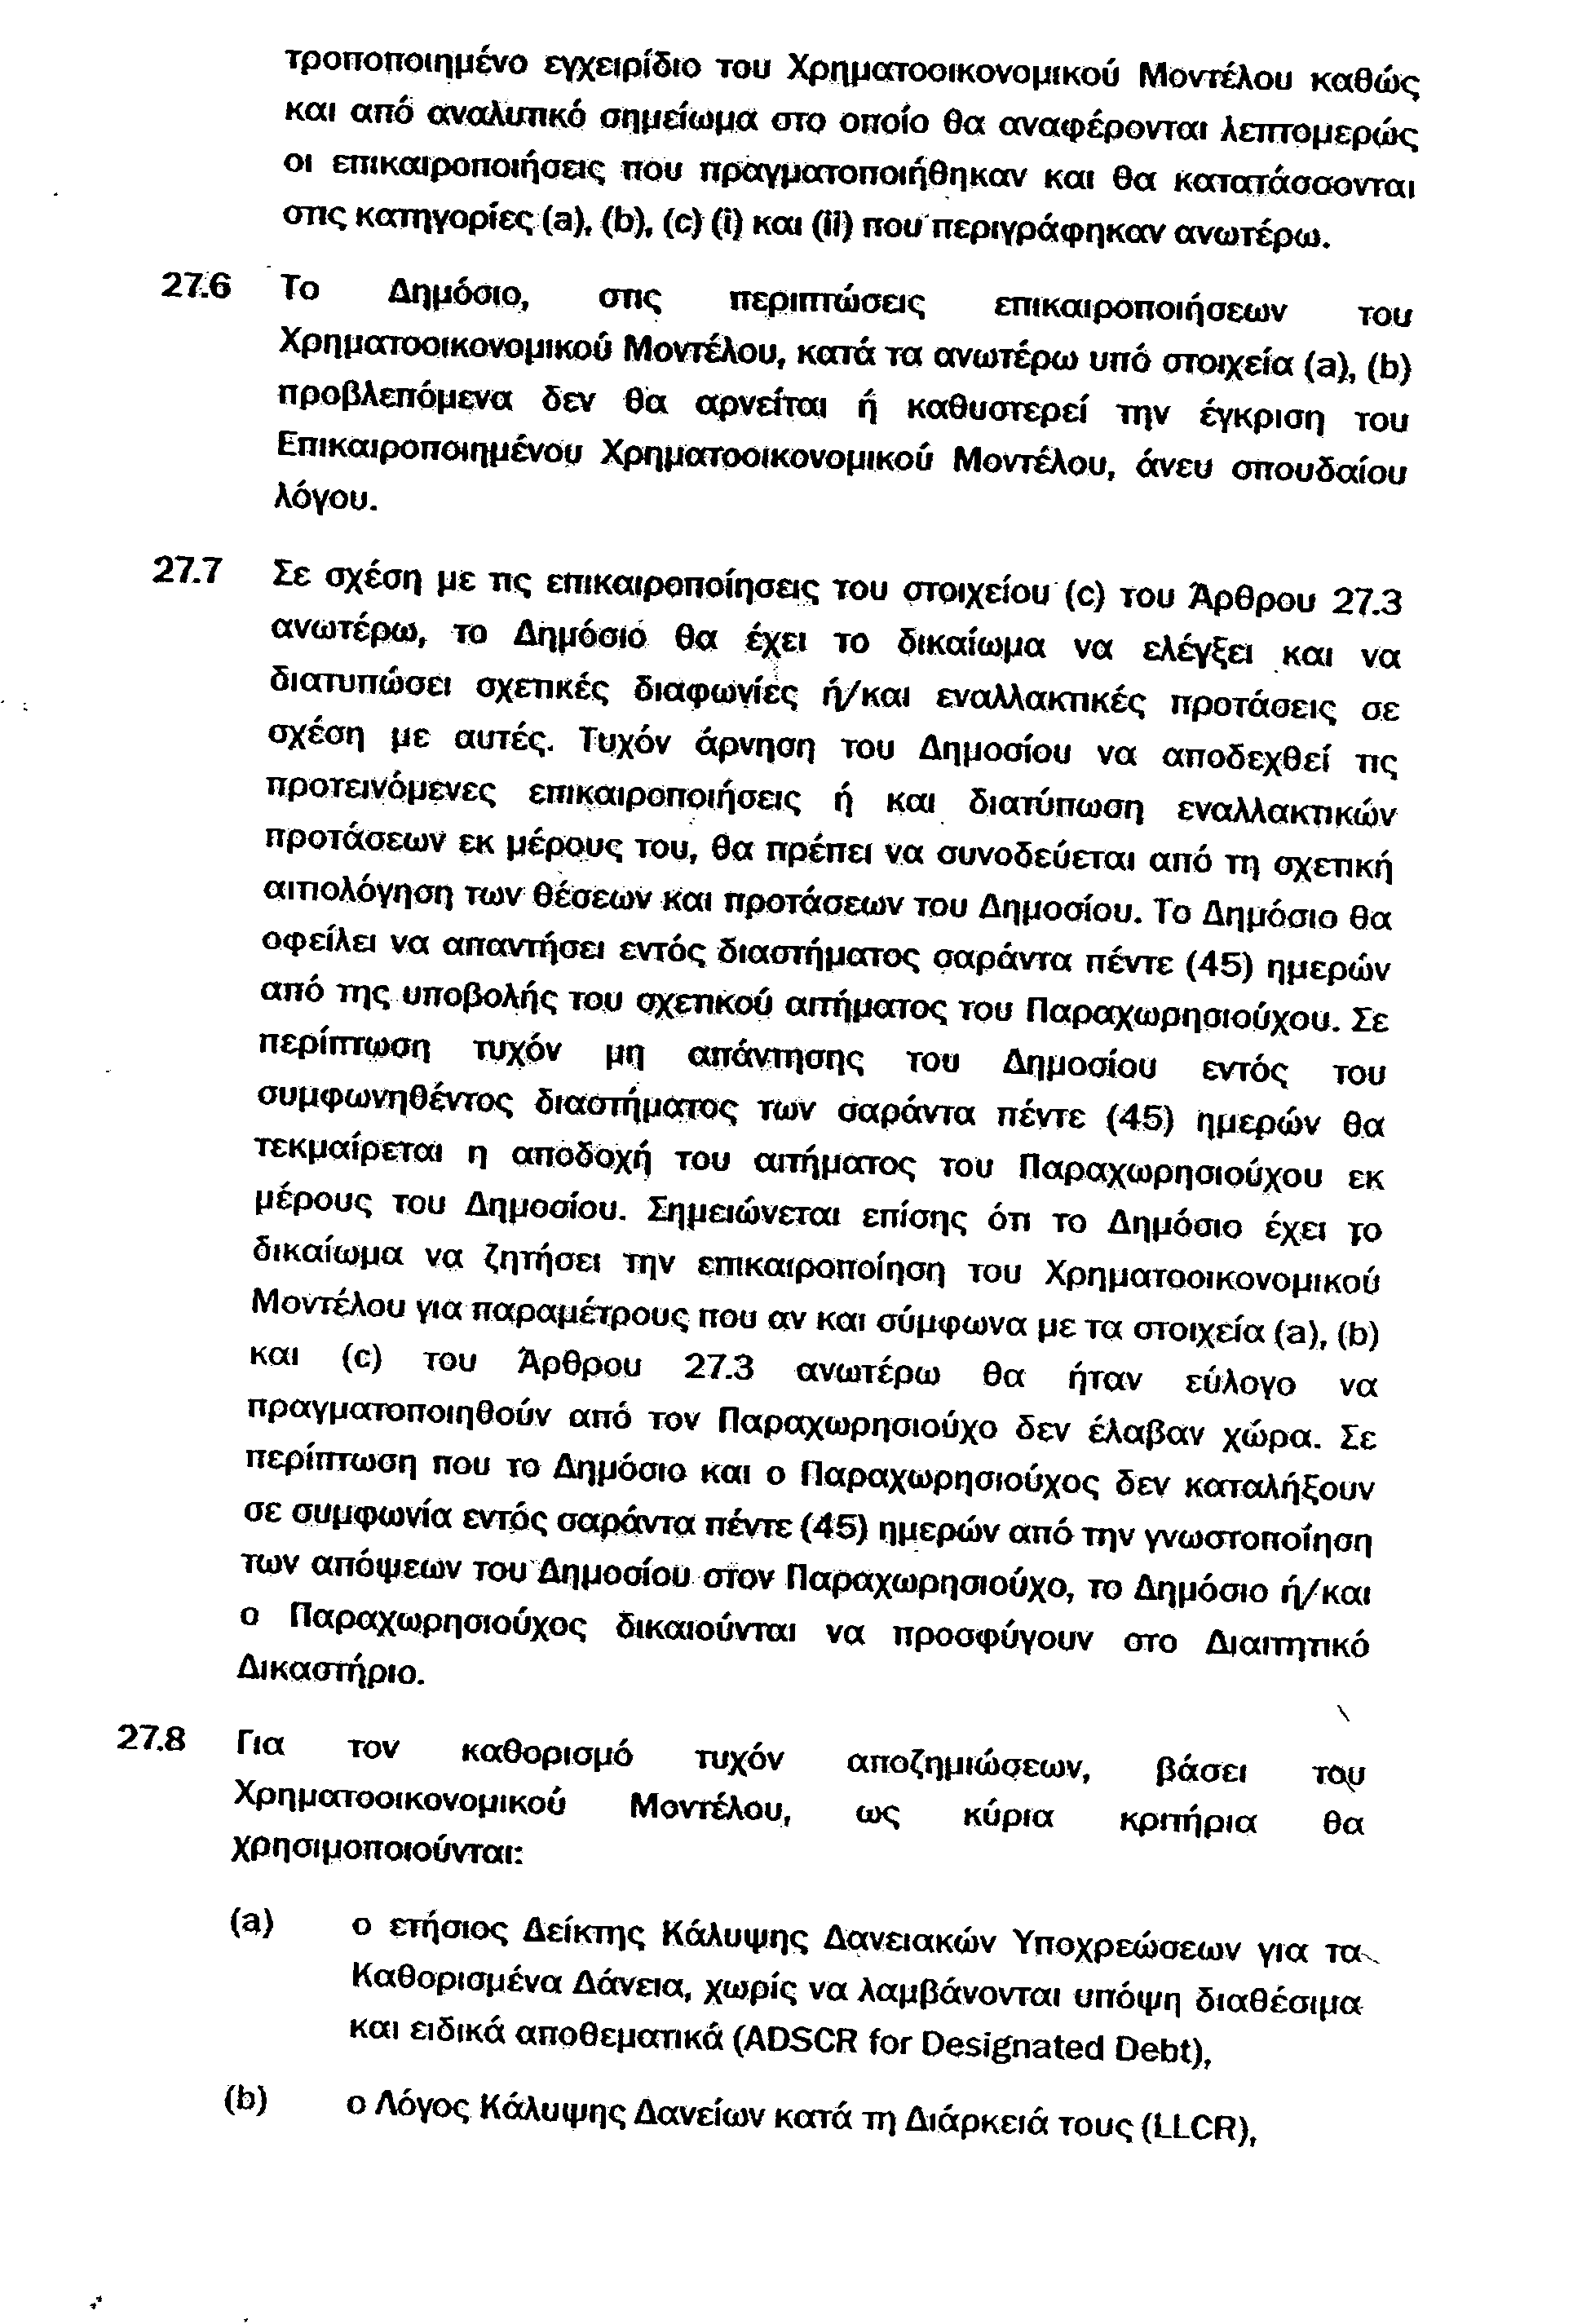 τροποποιημένο εγχειρίδιο του Χρηματοοικονομικού Μοντέλου καθώς
και από αναλυτικό σημείωμα στο οποίο θα αναφέρονται λεπτομερώς
οι επικαιροποιήσεις που πραγματοποιήθηκαν και θα κατατάσσονται
στις κατηγορίες (a), (b), (c) (i) και (ii) που περιγράφηκαν ανωτέρω.
27.6 Το Δημόσιο, στις περιπτώσεις επικαιροποιήσεων του
Χρηματοοικονομικού Μοντέλου, κατά τα ανωτέρω υπό στοιχεία (a), (b)
προβλεπόμενα δεν θα αρνείται ή καθυστερεί την έγκριση του
Επικαιροποιημένου Χρηματοοικονομικού Μοντέλου, άνευ σπουδαίου
λόγου.
27.7 Σε σχέση με τις επικαιροποίησεις του στοιχείου (c) του Άρθρου 27.3
ανωτέρω, το Δημόσιο θα έχει το δικαίωμα να ελέγξει και να
διατυπώσει σχετικές διαφωνίες ή/και εναλλακτικές προτάσεις σε
σχέση με αυτές. Τυχόν άρνηση του Δημοσίου να αποδεχθεί τις
προτεινόμενες επικαιροποιήσεις ή και διατύπωση εναλλακτικών
προτάσεων εκ μέρους του, θα πρέπει να συνοδεύεται από τη σχετική
αιτιολόγηση των θέσεων και προτάσεων του Δημοσίου. Το Δημόσιο θα
οφείλει να απαντήσει εντός διαστήματος σαράντα πέντε (45) ημερών
από της υποβολής του σχετικού αιτήματος του Παραχωρησιούχου. Σε
περίπτωση τυχόν μη απάντησης του Δημοσίου εντός του
συμφωνηθέντος διαστήματος των σαράντα πέντε (45) ημερών θα
τεκμαίρεται η αποδοχή του αιτήματος του Παραχωρησιούχου εκ
μέρους του Δημοσίου. Σημειώνεται επίσης ότι το Δημόσιο έχει το
δικαίωμα να ζητήσει την επικαιροποίηση του Χρηματοοικονομικού
Μοντέλου για παραμέτρους που αν και σύμφωνα με τα στοιχεία (a), (b)
και (c) του Άρθρου 27.3 ανωτέρω θα ήταν εύλογο να
πραγματοποιηθούν από τον Παραχωρησιούχο δεν έλαβαν χώρα. Σε
περίπτωση που το Δημόσιο και ο Παραχωρησιούχος δεν καταλήξουν
σε συμφωνία εντός σαράντα πέντε (45) ημερών από την γνωστοποίηση
των απόψεων του Δημοσίου στον Παραχωρησιούχο, το Δημόσιο ή/και
ο Παραχωρησιούχος δικαιούνται να προσφύγουν στο Διαιτητικό
Δικαστήριο.
27.8 Για τον καθορισμό τυχόν αποζημιώσεων, βάσει του
Χρηματοοικονομικού Μοντέλου, ως κύρια κριτήρια θα
χρησιμοποιούνται:
(a) ο ετήσιος Δείκτης Κάλυψης Δανειακών Υποχρεώσεων για τα
Καθορισμένα Δάνεια, χωρίς να λαμβάνονται υπόψη διαθέσιμα
και ειδικά αποθεματικά (ADSCR for Designated Debt),
(b) ο Λόγος Κάλυψης Δανείων κατά τη Διάρκειά τους (LLCR),